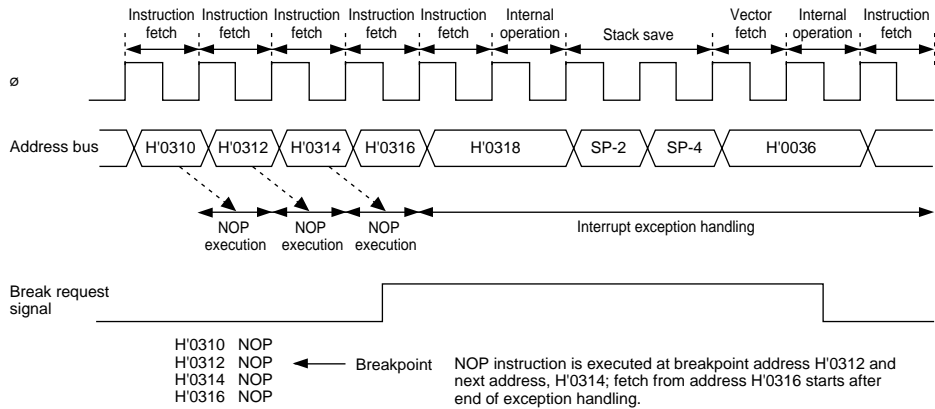 Instruction fetch
Instruction fetch
Instruction fetch
Instruction fetch
Instruction fetch
Internal operation
Stack save
Vector fetch
Internal operation
Instruction fetch
ø
Address bus
H'0310
H'0312
H'0314
H'0316
H'0318
SP-2
SP-4
H'0036
NOP execution
NOP execution
NOP execution
Interrupt exception handling
Break request signal
H'0310 NOP
H'0312 NOP
H'0314 NOP
H'0316 NOP
Breakpoint
NOP instruction is executed at breakpoint address H'0312 and
next address, H'0314; fetch from address H'0316 starts after
end of exception handling.